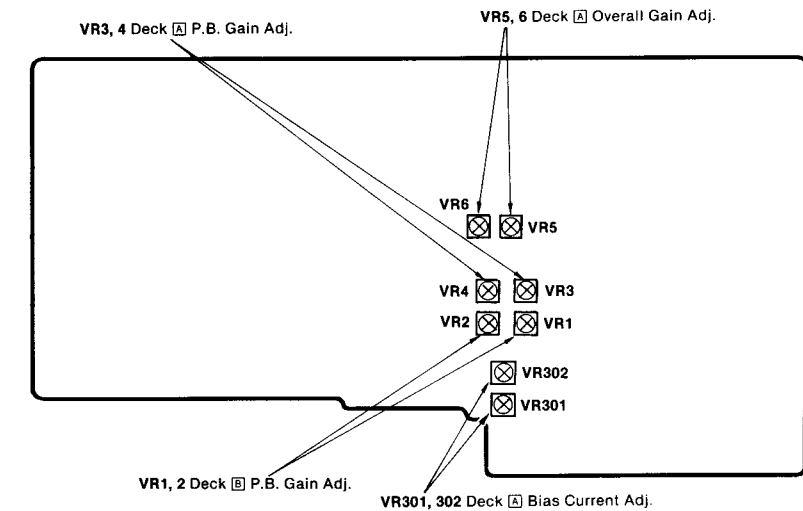 VR3, 4 Deck A P.B. Gain Adj.
VR5, 6 Deck A Overall Gain Adj.
VR6
VR5
VR4
VR3
VR2
VR1
VR302
VR301
VR1, 2 Deck B P.B. Gain Adj.
VR301, 302 Deck A Bias Current Adj.